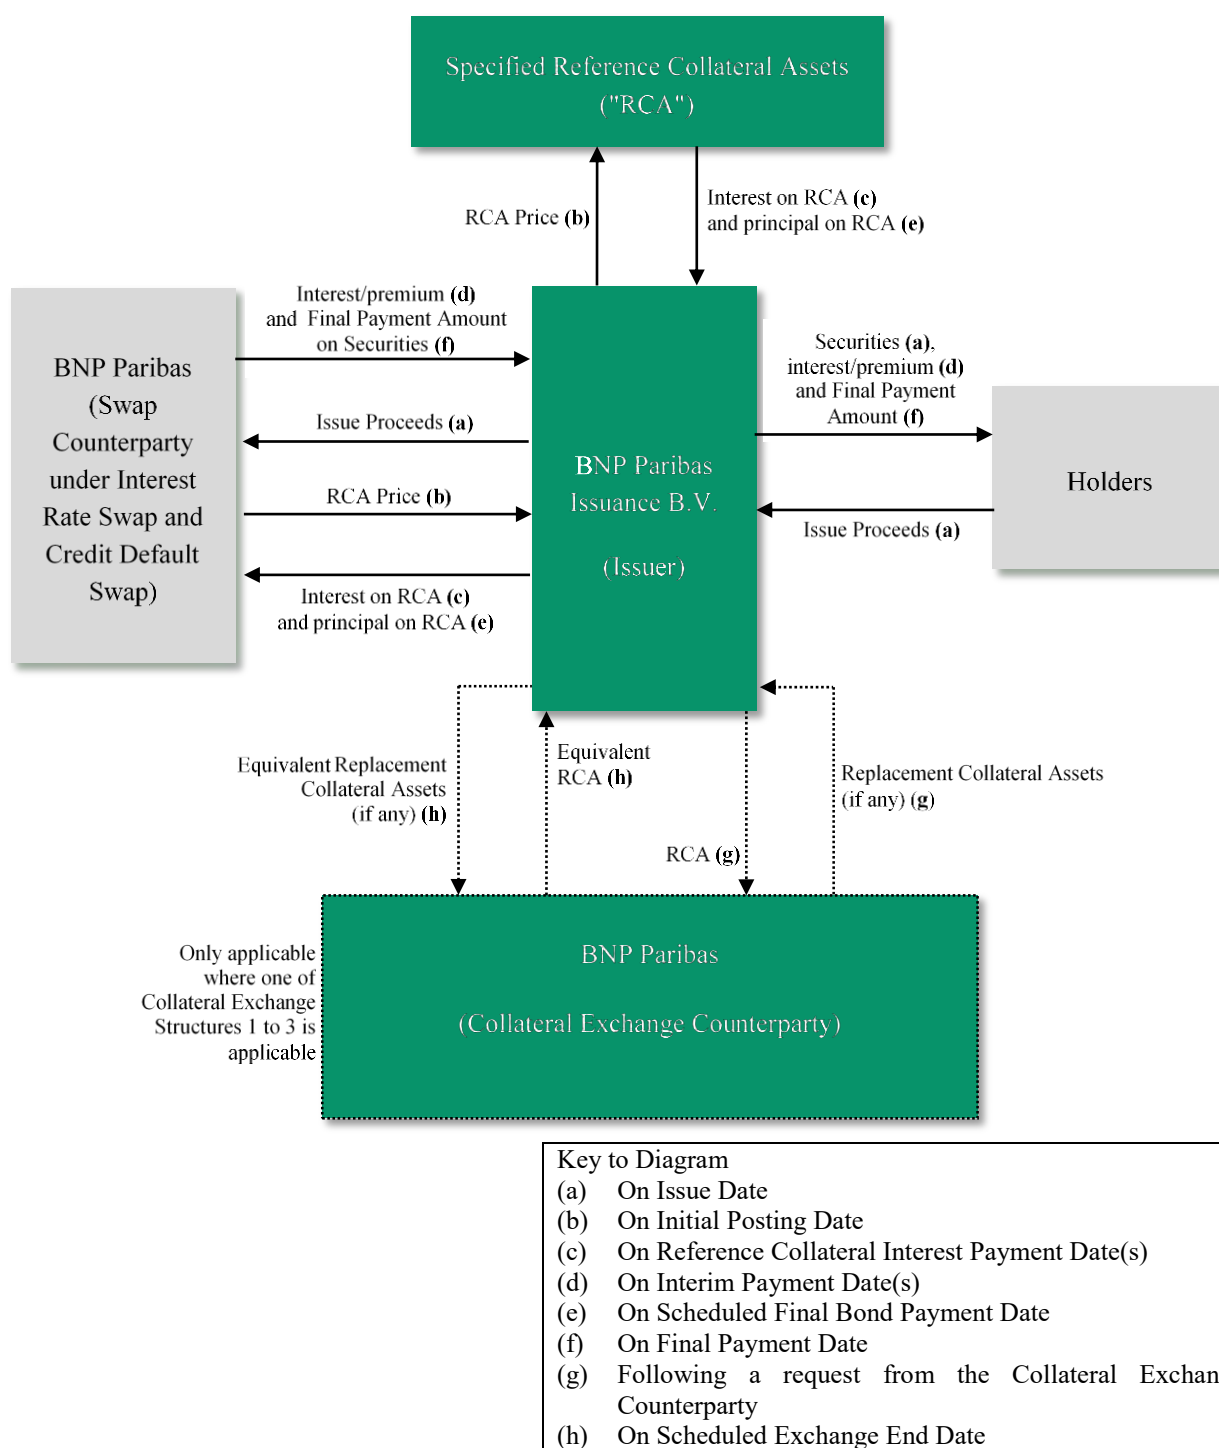 Specified Reference Collateral Assets
("RCA")
RCA Price (b)
Interest on RCA (c)
and principal on RCA (e)
Interest/premium (d)
and Final Payment Amount
on Securities (f)
Issue Proceeds (a)
RCA Price (b)
Interest on RCA (c)
and principal on RCA (e)
BNP Paribas
(Swap
Counterparty
under Interest
Rate Swap and
Credit Default
Swap)
BNP Paribas
Issuance B.V.
(Issuer)
Securities (a),
interest/premium (d)
and Final Payment
Amount (f)
Issue Proceeds (a)
Holders
Equivalent Replacement
Collateral Assets
(if any) (h)
Equivalent
RCA (h)
RCA (g)
Replacement Collateral Assets
(if any) (g)
Only applicable
where one of
Collateral Exchange
Structures 1 to 3 is
applicable
BNP Paribas
(Collateral Exchange Counterparty)
Key to Diagram
(a) On Issue Date
(b) On Initial Posting Date
(c) On Reference Collateral Interest Payment Date(s)
(d) On Interim Payment Date(s)
(e) On Scheduled Final Bond Payment Date
(f) On Final Payment Date
(g) Following a request from the Collateral Exchan
Counterparty
(h) On Scheduled Exchange End Date